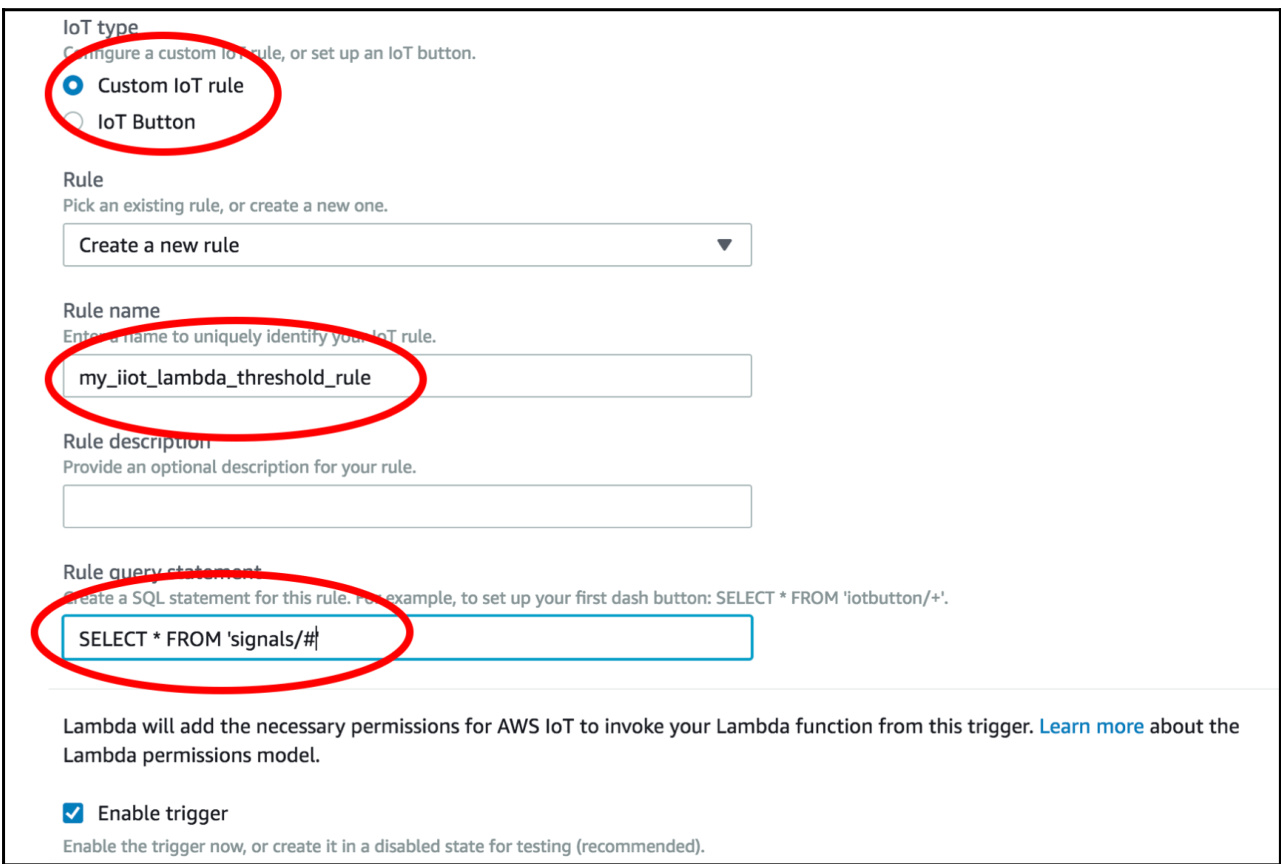 IoT type
Configure a custom IoT rule, or set up an IoT button.
Custom IoT rule
IoT Button
Rule
Pick an existing rule, or create a new one.
Create a new rule
Rule name
Enter a name to uniquely identify your IoT rule.
my_iiot_lambda_threshold_rule
Rule description
Provide an optional description for your rule.
Rule query statement
Create a SQL statement for this rule. For example, to set up your first dash button: SELECT * FROM 'iotbutton/+'.
SELECT * FROM 'signals/#'
Lambda will add the necessary permissions for AWS IoT to invoke your Lambda function from this trigger. Learn more about the
Lambda permissions model.
Enable trigger
Enable the trigger now, or create it in a disabled state for testing (recommended).